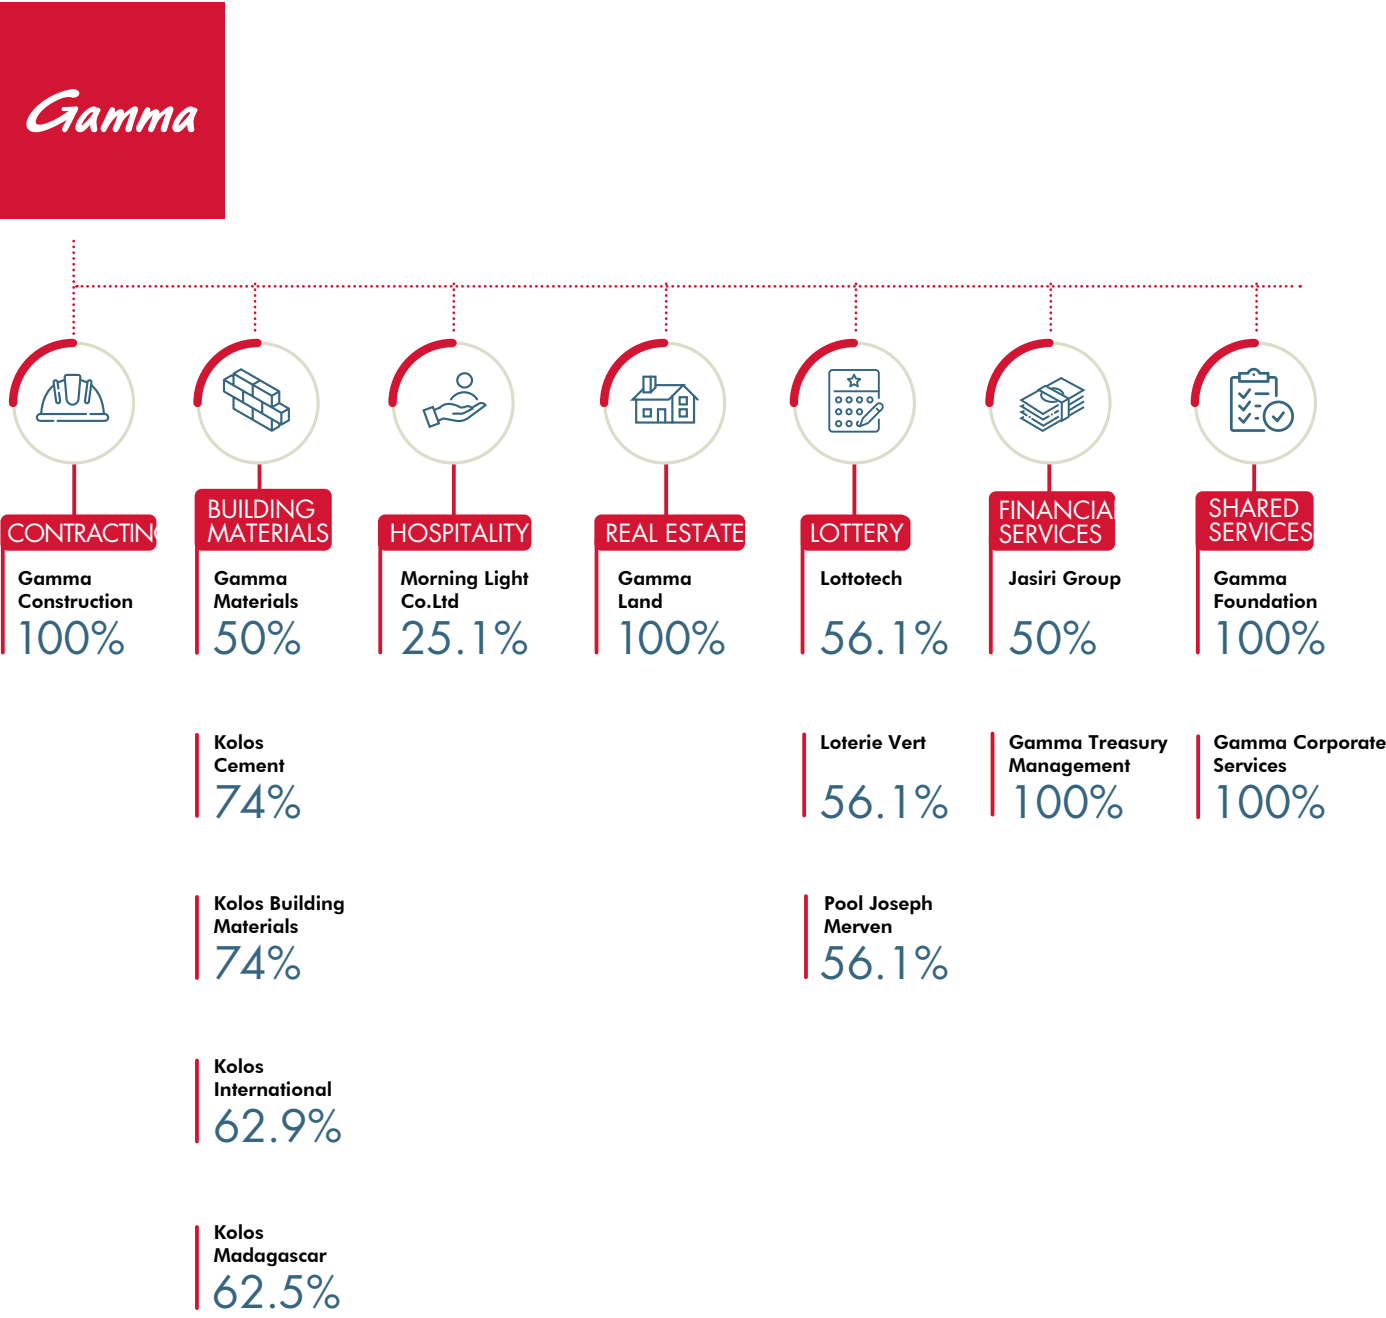 Gamma
CONTRACTING
Gamma
Construction
100%
BUILDING
MATERIALS
Gamma
Materials
50%
Kolos
Cement
74%
Kolos Building
Materials
74%
Kolos
International
62.9%
Kolos
Madagascar
62.5%
HOSPITALITY
Morning Light
Co.Ltd
25.1%
REAL ESTATE
Gamma
Land
100%
LOTTERY
Lottotech
56.1%
Loterie Vert
56.1%
Pool Joseph
Merven
56.1%
FINANCIAL
SERVICES
Jasiri Group
50%
Gamma Treasury
Management
100%
SHARED
SERVICES
Gamma
Foundation
100%
Gamma Corporate
Services
100%